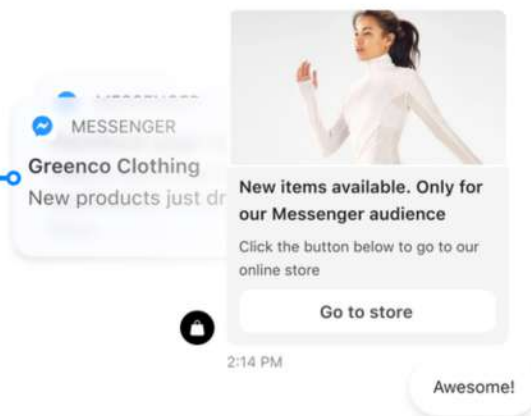 MESSENGER
Greenco Clothing
New products just
New items available. Only for
our Messenger audience
Click the button below to go to our
online store
Go to store
2:14 PM
Awesome!